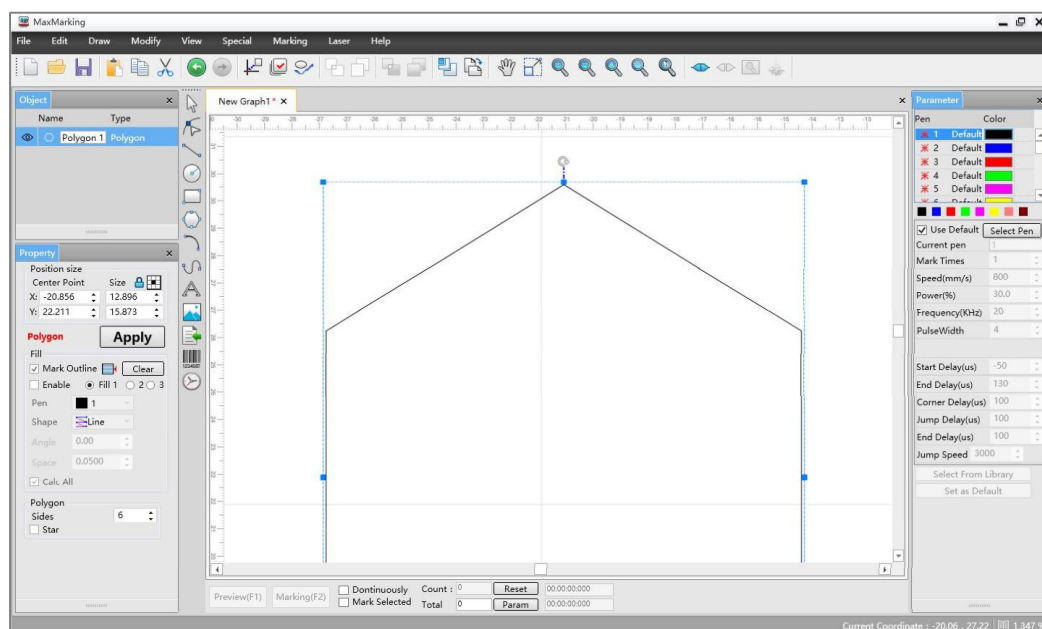 MaxMarking
File Edit Draw Modify View Special Marking Laser Help
Object
Name Type
Polygon 1 Polygon
New Graph1* ×
Property
Position size
Center Point Size
X: -20.856 12.896
Y: 22.211 15.873
Polygon Apply
Fill
Mark Outline Clear
Enable Fill 1 2 3
Pen 1
Shape Line
Angle 0.00
Space 0.0500
Calc All
Polygon
Sides 6
Star
Preview(F1) Marking(F2)
Dontinuously Count : 0 Reset 00:00:00:000
Mark Selected Total 0 Param 00:00:00:000
Parameter
Pen Color
1 Default
2 Default
3 Default
4 Default
5 Default
Use Default Select Pen
Current pen 1
Mark Times 1
Speed(mm/s) 800
Power(%) 30.0
Frequency(KHz) 20
PulseWidth 4
Start Delay(us) -50
End Delay(us) 130
Corner Delay(us) 100
Jump Delay(us) 100
End Delay(us) 100
Jump Speed 3000
Select From Library
Set as Default
Current Coordinate : -20.06 , 27.22 1.347 %